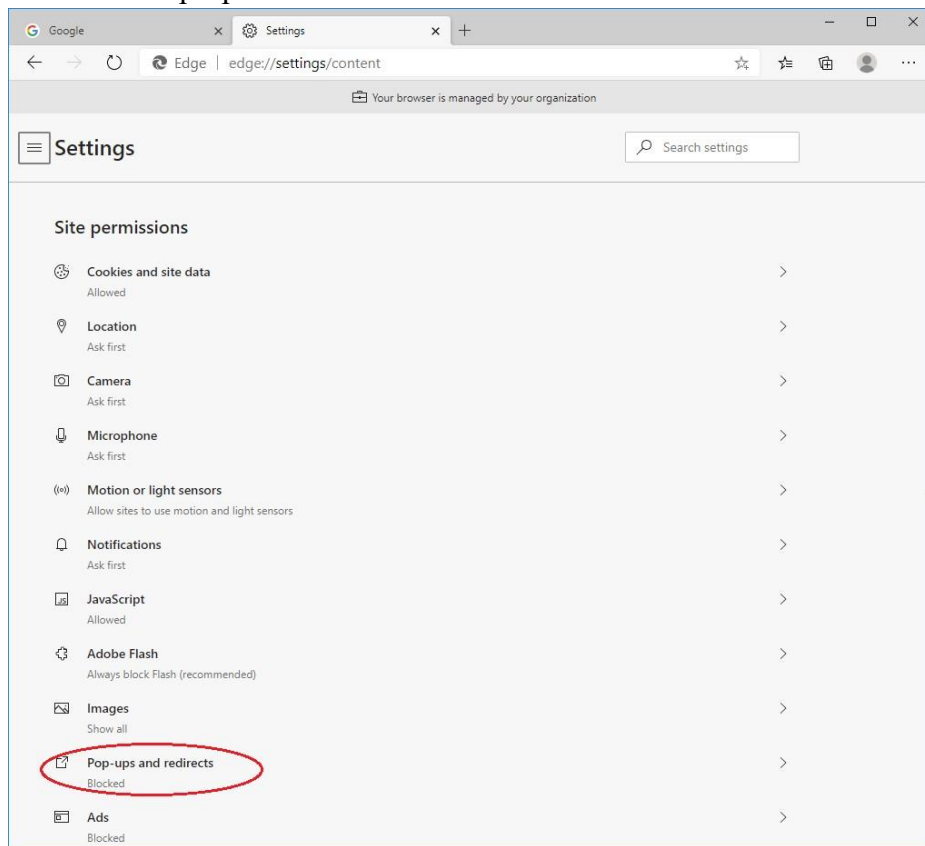 Google
Settings
Edge | edge://settings/content
Your browser is managed by your organization
Settings
Search settings
Site permissions
Cookies and site data
Allowed
Location
Ask first
Camera
Ask first
Microphone
Ask first
Motion or light sensors
Allow sites to use motion and light sensors
Notifications
Ask first
JS
JavaScript
Allowed
Adobe Flash
Always block Flash (recommended)
Images
Show all
Pop-ups and redirects
Blocked
Ads
Blocked